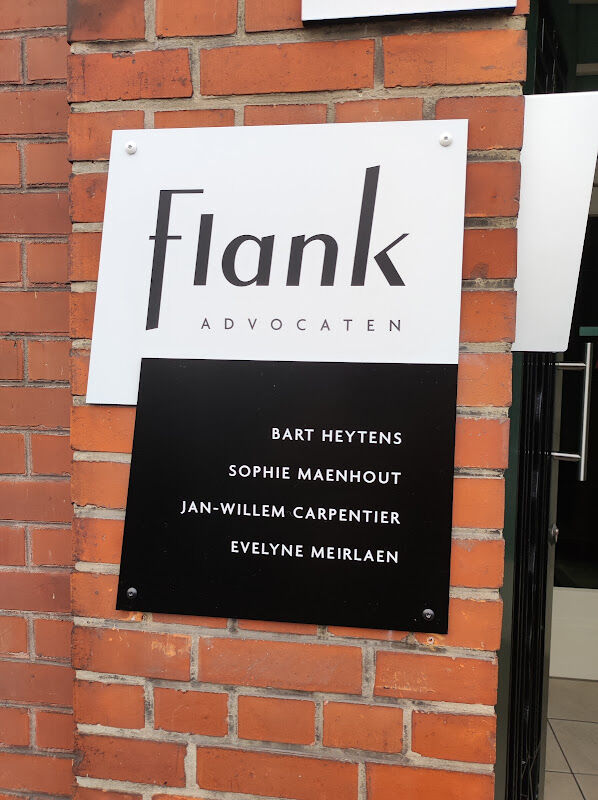 Flank
ADVOCATEN
BART HEYTENS
SOPHIE MAENHOUT
JAN-WILLEM CARPENTIER
EVELYNE MEIRLAEN